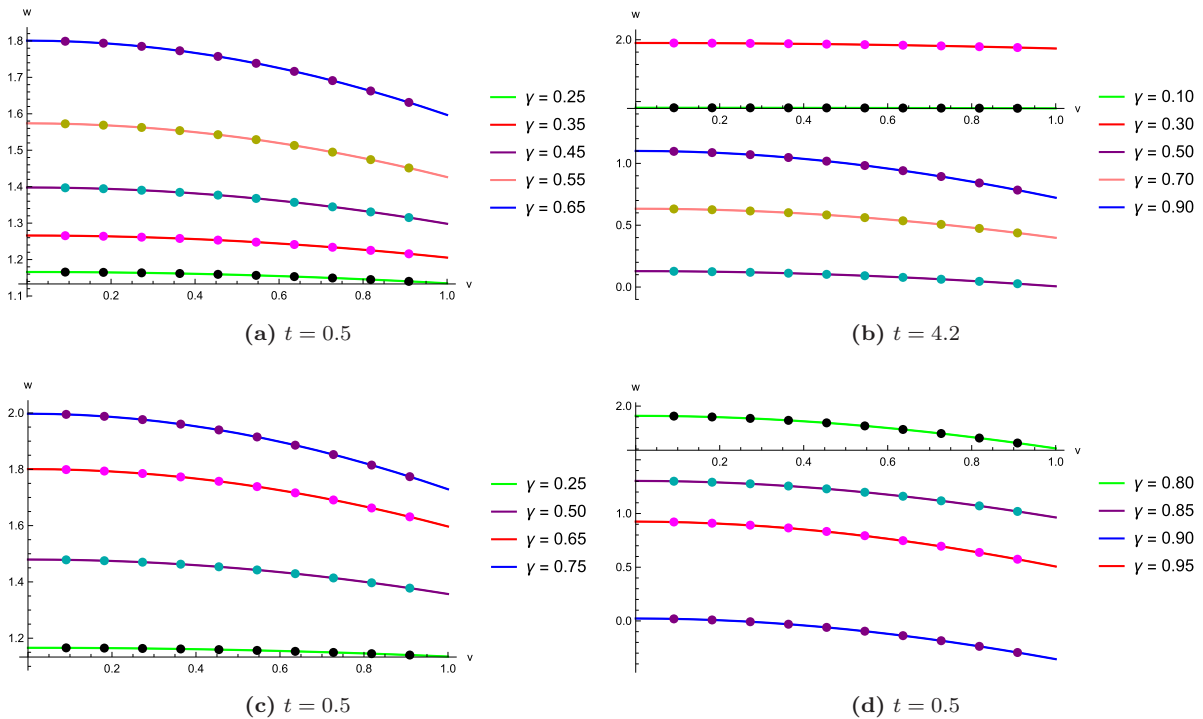 w
1.8
1.7
1.6
1.5
1.4
1.3
1.2
1.1
0.2 0.4 0.6 0.8 1.0
v
γ = 0.25
γ = 0.35
γ = 0.45
γ = 0.55
γ = 0.65
(a) t = 0.5
w
2.0
1.0
0.5
0.0
0.2 0.4 0.6 0.8 1.0
v
γ = 0.10
γ = 0.30
γ = 0.50
γ = 0.70
γ = 0.90
(b) t = 4.2
w
2.0
1.8
1.6
1.4
1.2
0.2 0.4 0.6 0.8 1.0
v
γ = 0.25
γ = 0.50
γ = 0.65
γ = 0.75
(c) t = 0.5
w
2.0
1.0
0.5
0.0
0.2 0.4 0.6 0.8 1.0
v
γ = 0.80
γ = 0.85
γ = 0.90
γ = 0.95
(d) t = 0.5